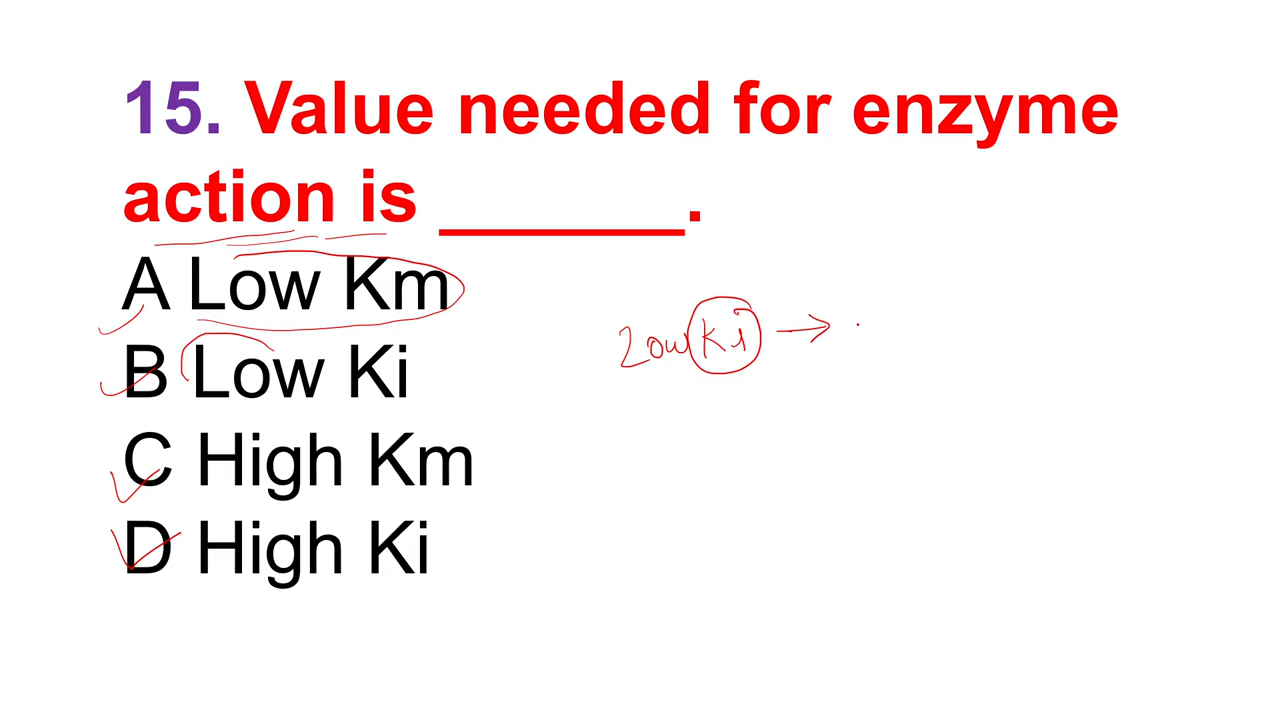 15. Value needed for enzyme
action is ______.
A Low Km
B Low Ki
Low Ki →
C High Km
D High Ki